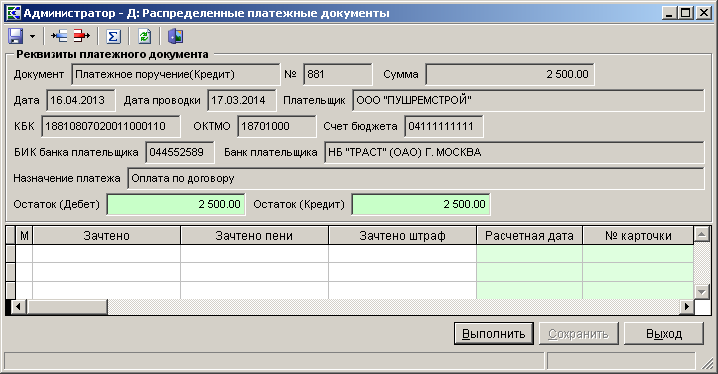 Администратор - Д: Распределенные платежные документы
Реквизиты платежного документа
Документ Платежное поручение(Кредит) № 881 Сумма 2 500.00
Дата 16.04.2013 Дата проводки 17.03.2014 Плательщик ООО "ПУШРЕМСТРОЙ"
КБК 18810807020011000110 ОКТМО 18701000 Счет бюджета 04111111111
БИК банка плательщика 044552589 Банк плательщика НБ "ТРАСТ" (ОАО) Г. МОСКВА
Назначение платежа Оплата по договору
Остаток (Дебет) 2 500.00 Остаток (Кредит) 2 500.00
М Зачтено Зачтено пени Зачтено штраф Расчетная дата № карточки
Выполнить Сохранить Выход